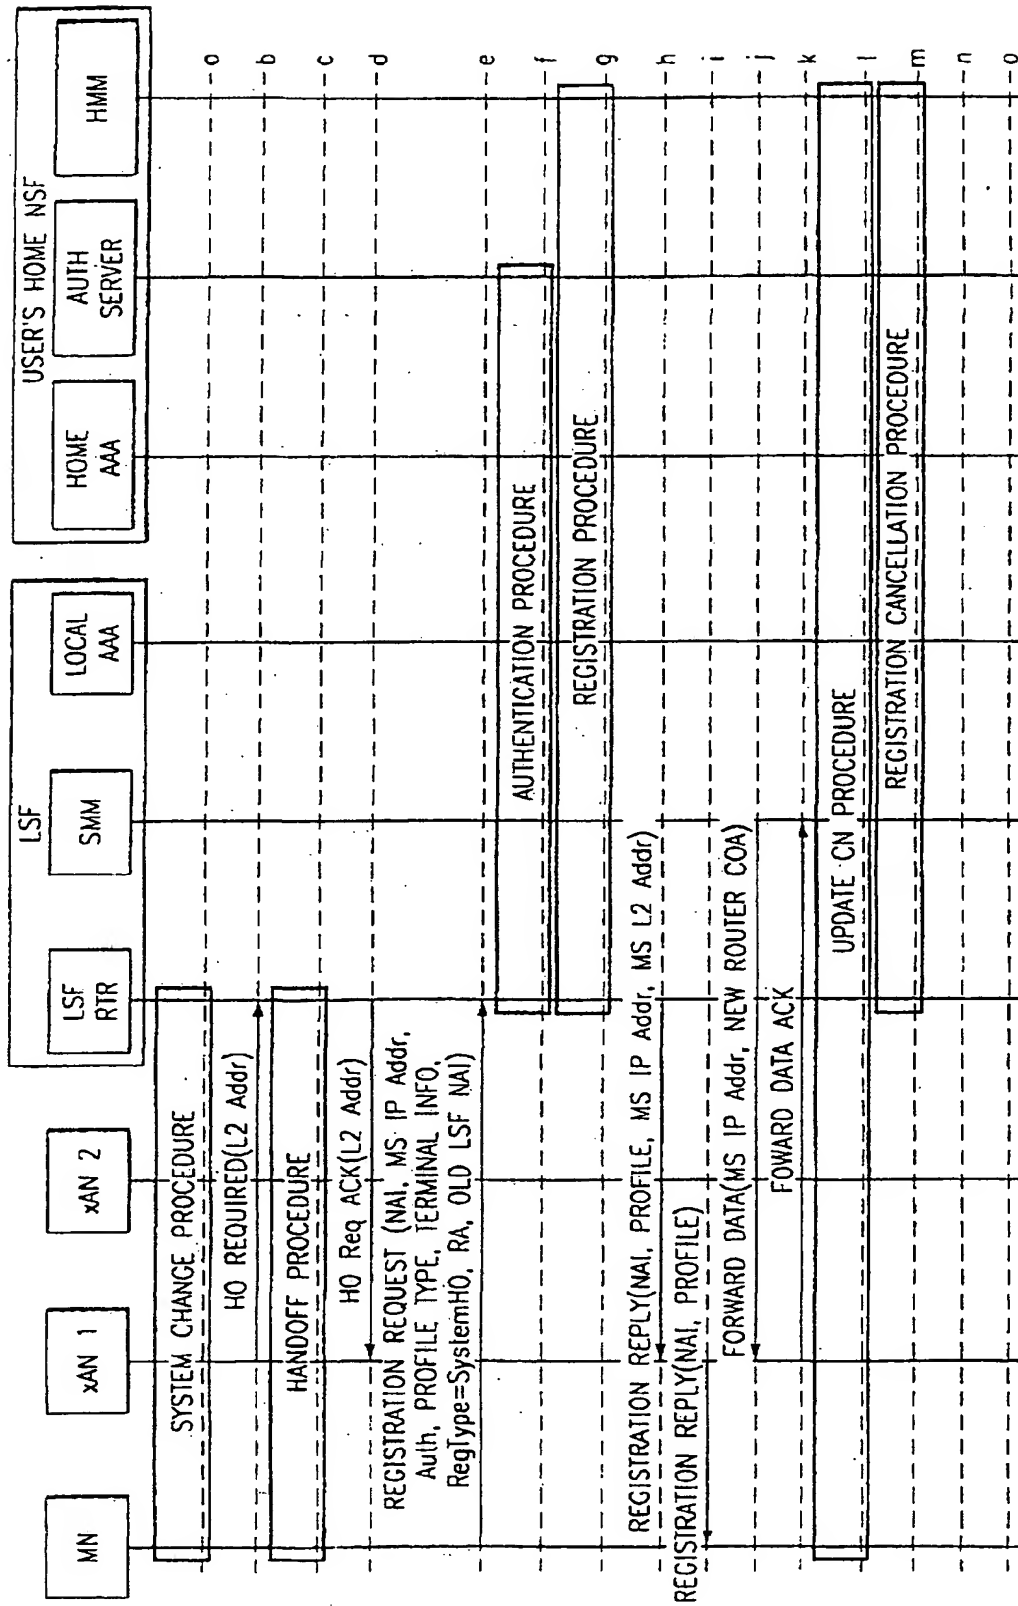 MN
xAN 1
xAN 2
LSF
LSF
RTR
SMM
LOCAL
AAA
USER'S HOME NSF
HOME
AAA
AUTH
SERVER
HMM
SYSTEM CHANGE PROCEDURE
a
HO REQUIRED(L2 Addr)
b
HANDOFF PROCEDURE
c
HO Req ACK(L2 Addr)
d
REGISTRATION REQUEST (NAI, MS IP Addr,
Auth, PROFILE TYPE, TERMINAL INFO,
RegType=SystemHO, RA, OLD LSF NAI)
e
AUTHENTICATION PROCEDURE
f
REGISTRATION PROCEDURE
g
REGISTRATION REPLY(NAI, PROFILE, MS IP Addr, MS L2 Addr)
h
REGISTRATION REPLY(NAI, PROFILE)
i
FORWARD DATA(MS IP Addr, NEW ROUTER COA)
j
FOWARD DATA ACK
k
UPDATE CN PROCEDURE
l
REGISTRATION CANCELLATION PROCEDURE
m
n
o